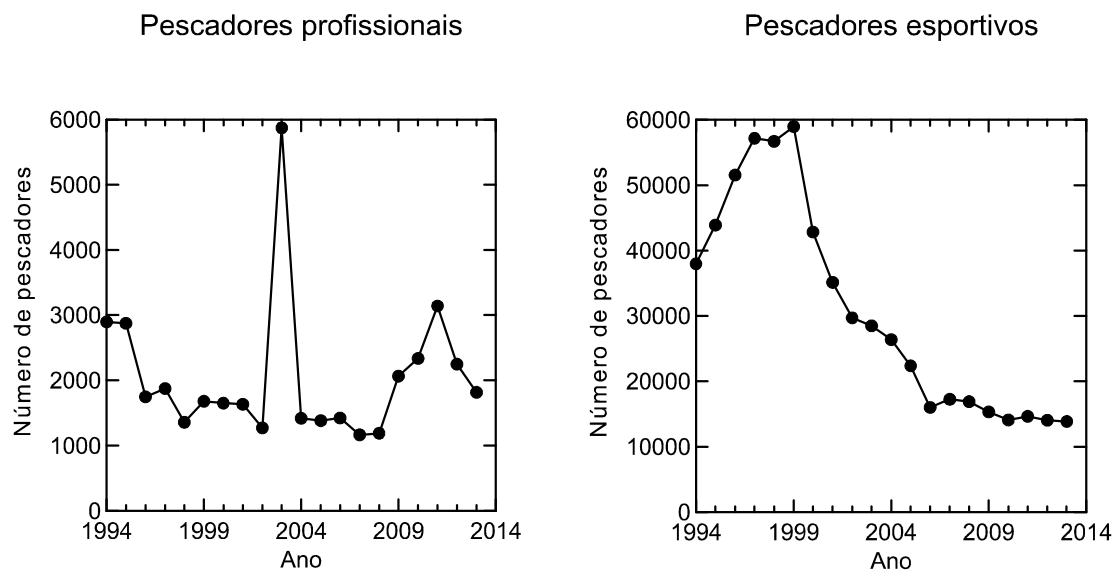 Pescadores profissionais
Número de pescadores
6000
5000
4000
3000
2000
1000
0
1994 1999 2004 2009 2014
Ano
Pescadores esportivos
Número de pescadores
60000
50000
40000
30000
20000
10000
0
1994 1999 2004 2009 2014
Ano